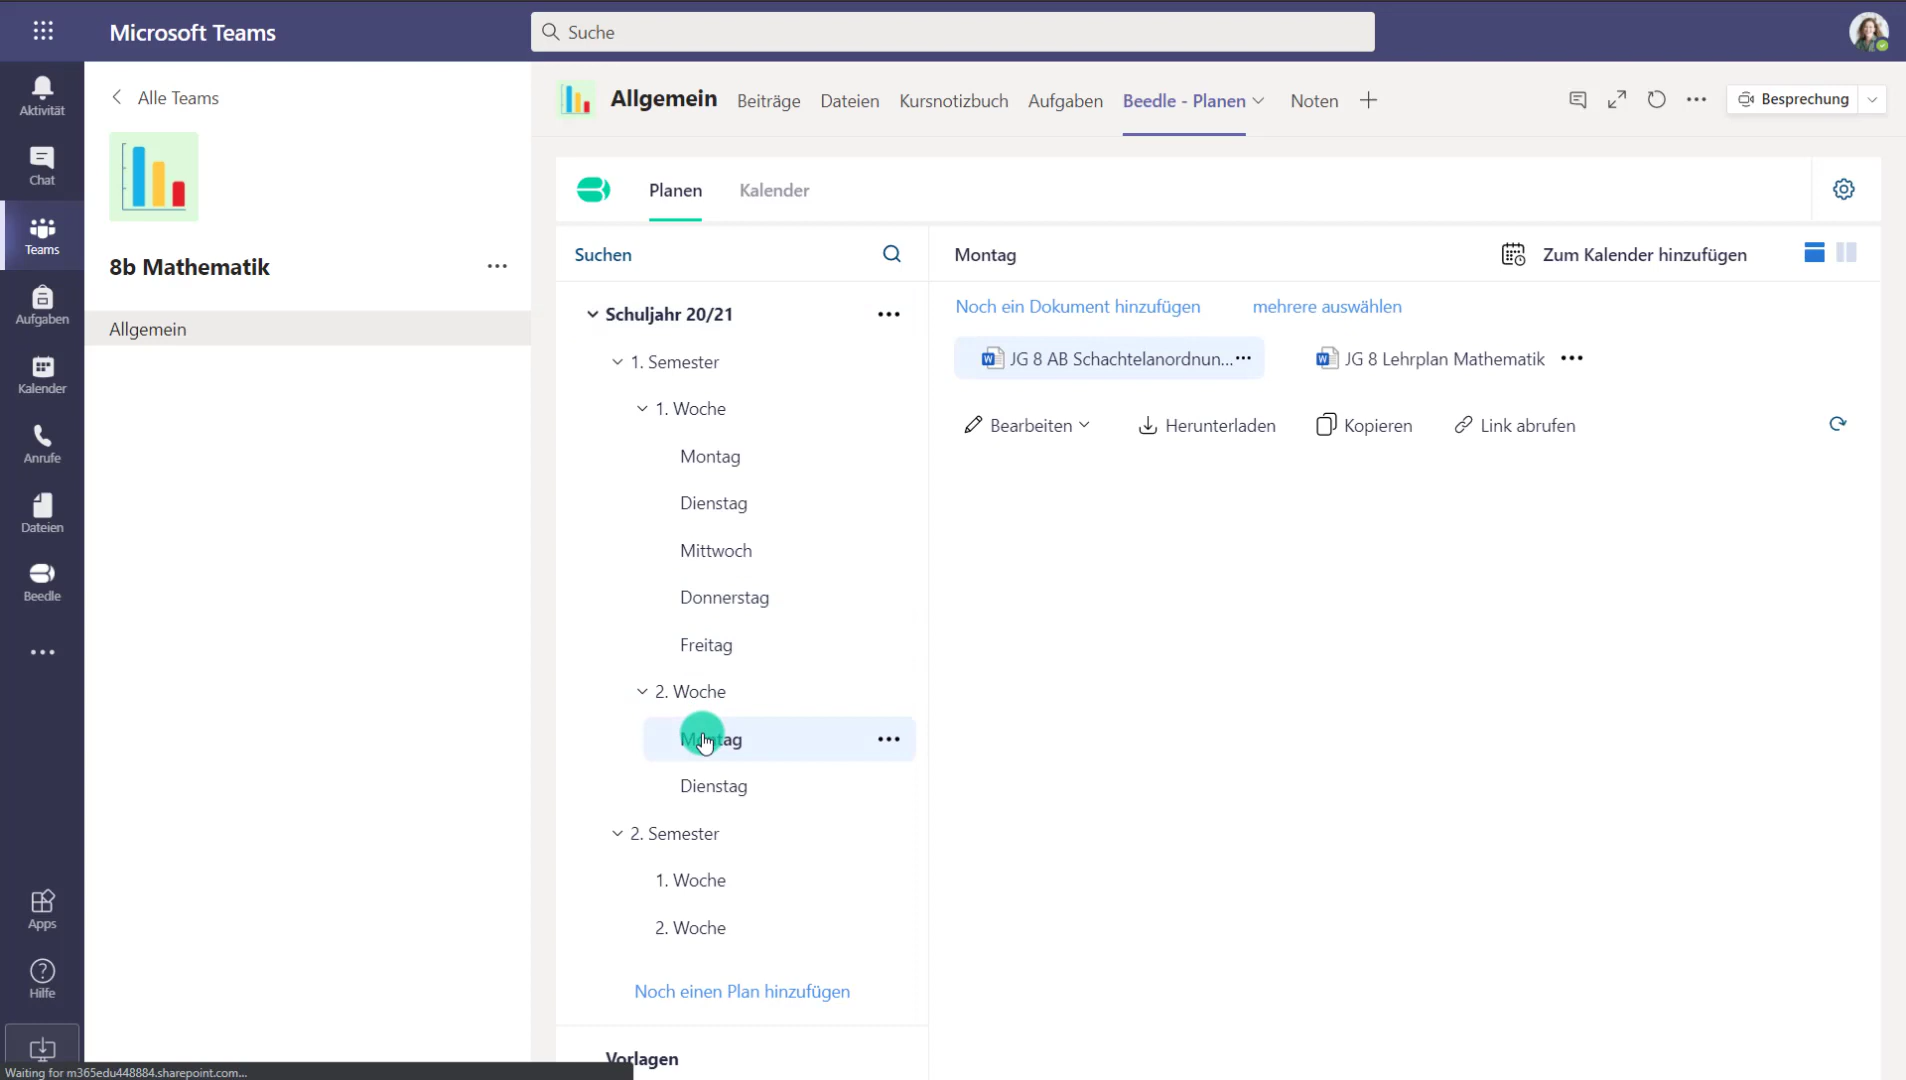 Microsoft Teams
Suche
Aktivität
Chat
Teams
Aufgaben
Kalender
Anrufe
Dateien
Beedle
Apps
Hilfe
Alle Teams
8b Mathematik
Allgemein
Allgemein
Beiträge
Dateien
Kursnotizbuch
Aufgaben
Beedle - Planen
Noten
Besprechung
Planen
Kalender
Suchen
Schuljahr 20/21
1. Semester
1. Woche
Montag
Dienstag
Mittwoch
Donnerstag
Freitag
2. Woche
Montag
Dienstag
2. Semester
1. Woche
2. Woche
Noch einen Plan hinzufügen
Vorlagen
Montag
Zum Kalender hinzufügen
Noch ein Dokument hinzufügen
mehrere auswählen
JG 8 AB Schachtelanordnun...
JG 8 Lehrplan Mathematik
Bearbeiten
Herunterladen
Kopieren
Link abrufen
Waiting for m365edu448884.sharepoint.com...